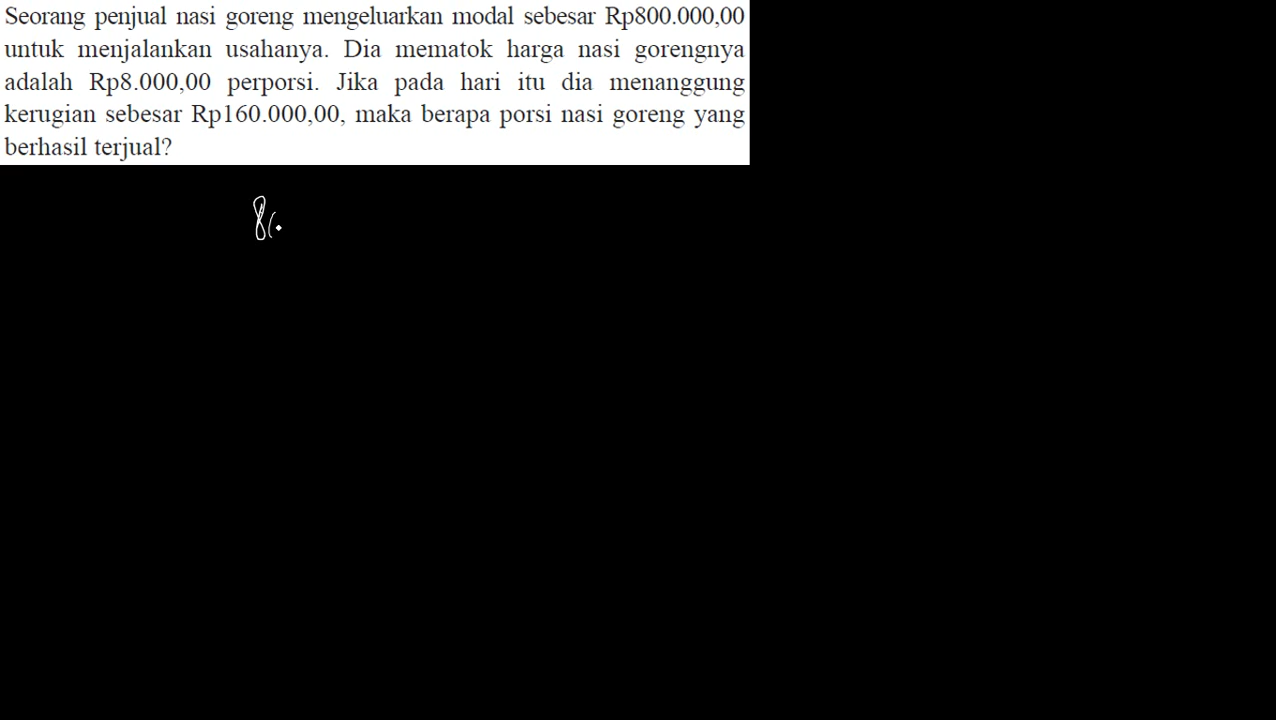 Seorang penjual nasi goreng mengeluarkan modal sebesar Rp800.000,00
untuk menjalankan usahanya. Dia mematok harga nasi gorengnya
adalah Rp8.000,00 perporsi. Jika pada hari itu dia menanggung
kerugian sebesar Rp160.000,00, maka berapa porsi nasi goreng yang
berhasil terjual?
8